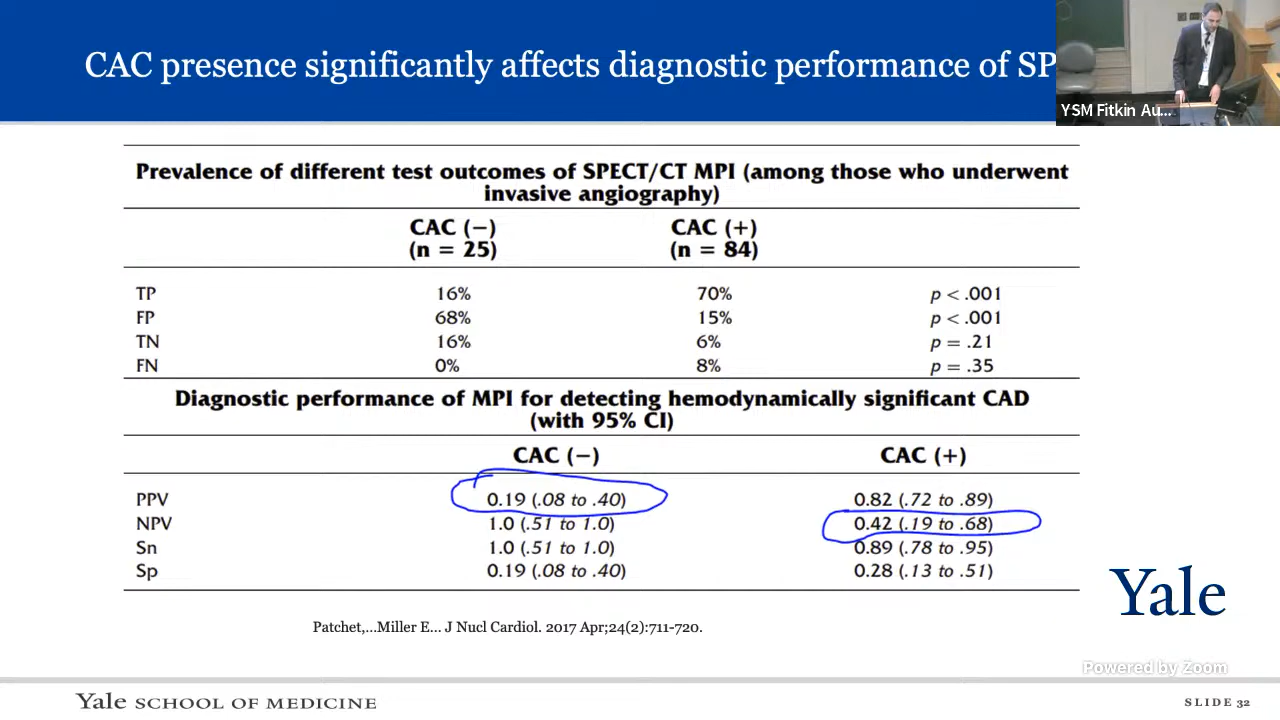 CAC presence significantly affects diagnostic performance of SP
YSM Fitkin Au...
Prevalence of different test outcomes of SPECT/CT MPI (among those who underwent
invasive angiography)
CAC (−) CAC (+)
(n = 25) (n = 84)
TP 16% 70% p < .001
FP 68% 15% p < .001
TN 16% 6% p = .21
FN 0% 8% p = .35
Diagnostic performance of MPI for detecting hemodynamically significant CAD
(with 95% CI)
CAC (−) CAC (+)
PPV 0.19 (.08 to .40) 0.82 (.72 to .89)
NPV 1.0 (.51 to 1.0) 0.42 (.19 to .68)
Sn 1.0 (.51 to 1.0) 0.89 (.78 to .95)
Sp 0.19 (.08 to .40) 0.28 (.13 to .51)
Yale
Patchet,...Miller E... J Nucl Cardiol. 2017 Apr;24(2):711-720.
Powered by Zoom
Yale SCHOOL OF MEDICINE
SLIDE 32